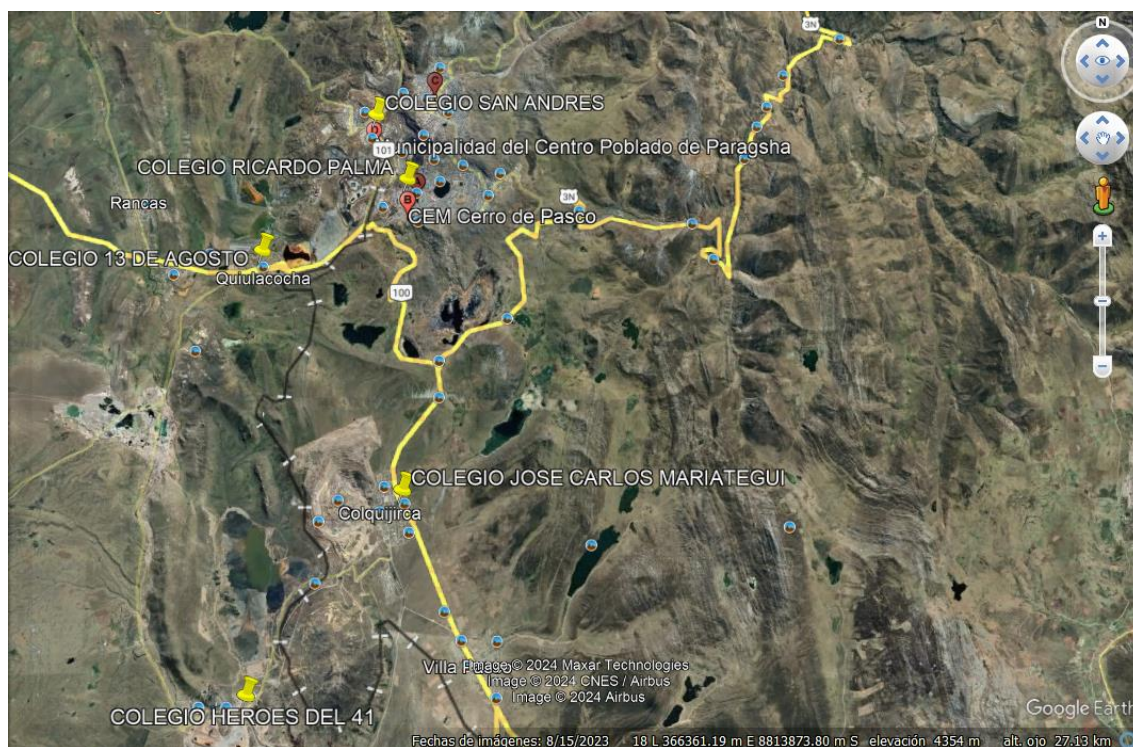 3N
N
C
COLEGIO SAN ANDRES
D
Municipalidad del Centro Poblado de Paragsha
101
COLEGIO RICARDO PALMA
B
CEM Cerro de Pasco
3N
Rancas
COLEGIO 13 DE AGOSTO
Quiulacocha
100
COLEGIO JOSE CARLOS MARIATEGUI
Colquijirca
Villa Pasco
Image © 2024 Maxar Technologies
Image © 2024 CNES / Airbus
Image © 2024 Airbus
COLEGIO HEROES DEL 41
Google Earth
Fechas de imágenes: 8/15/2023 18 L 366361.19 m E 8813873.80 m S elevación 4354 m alt. ojo 27.13 km